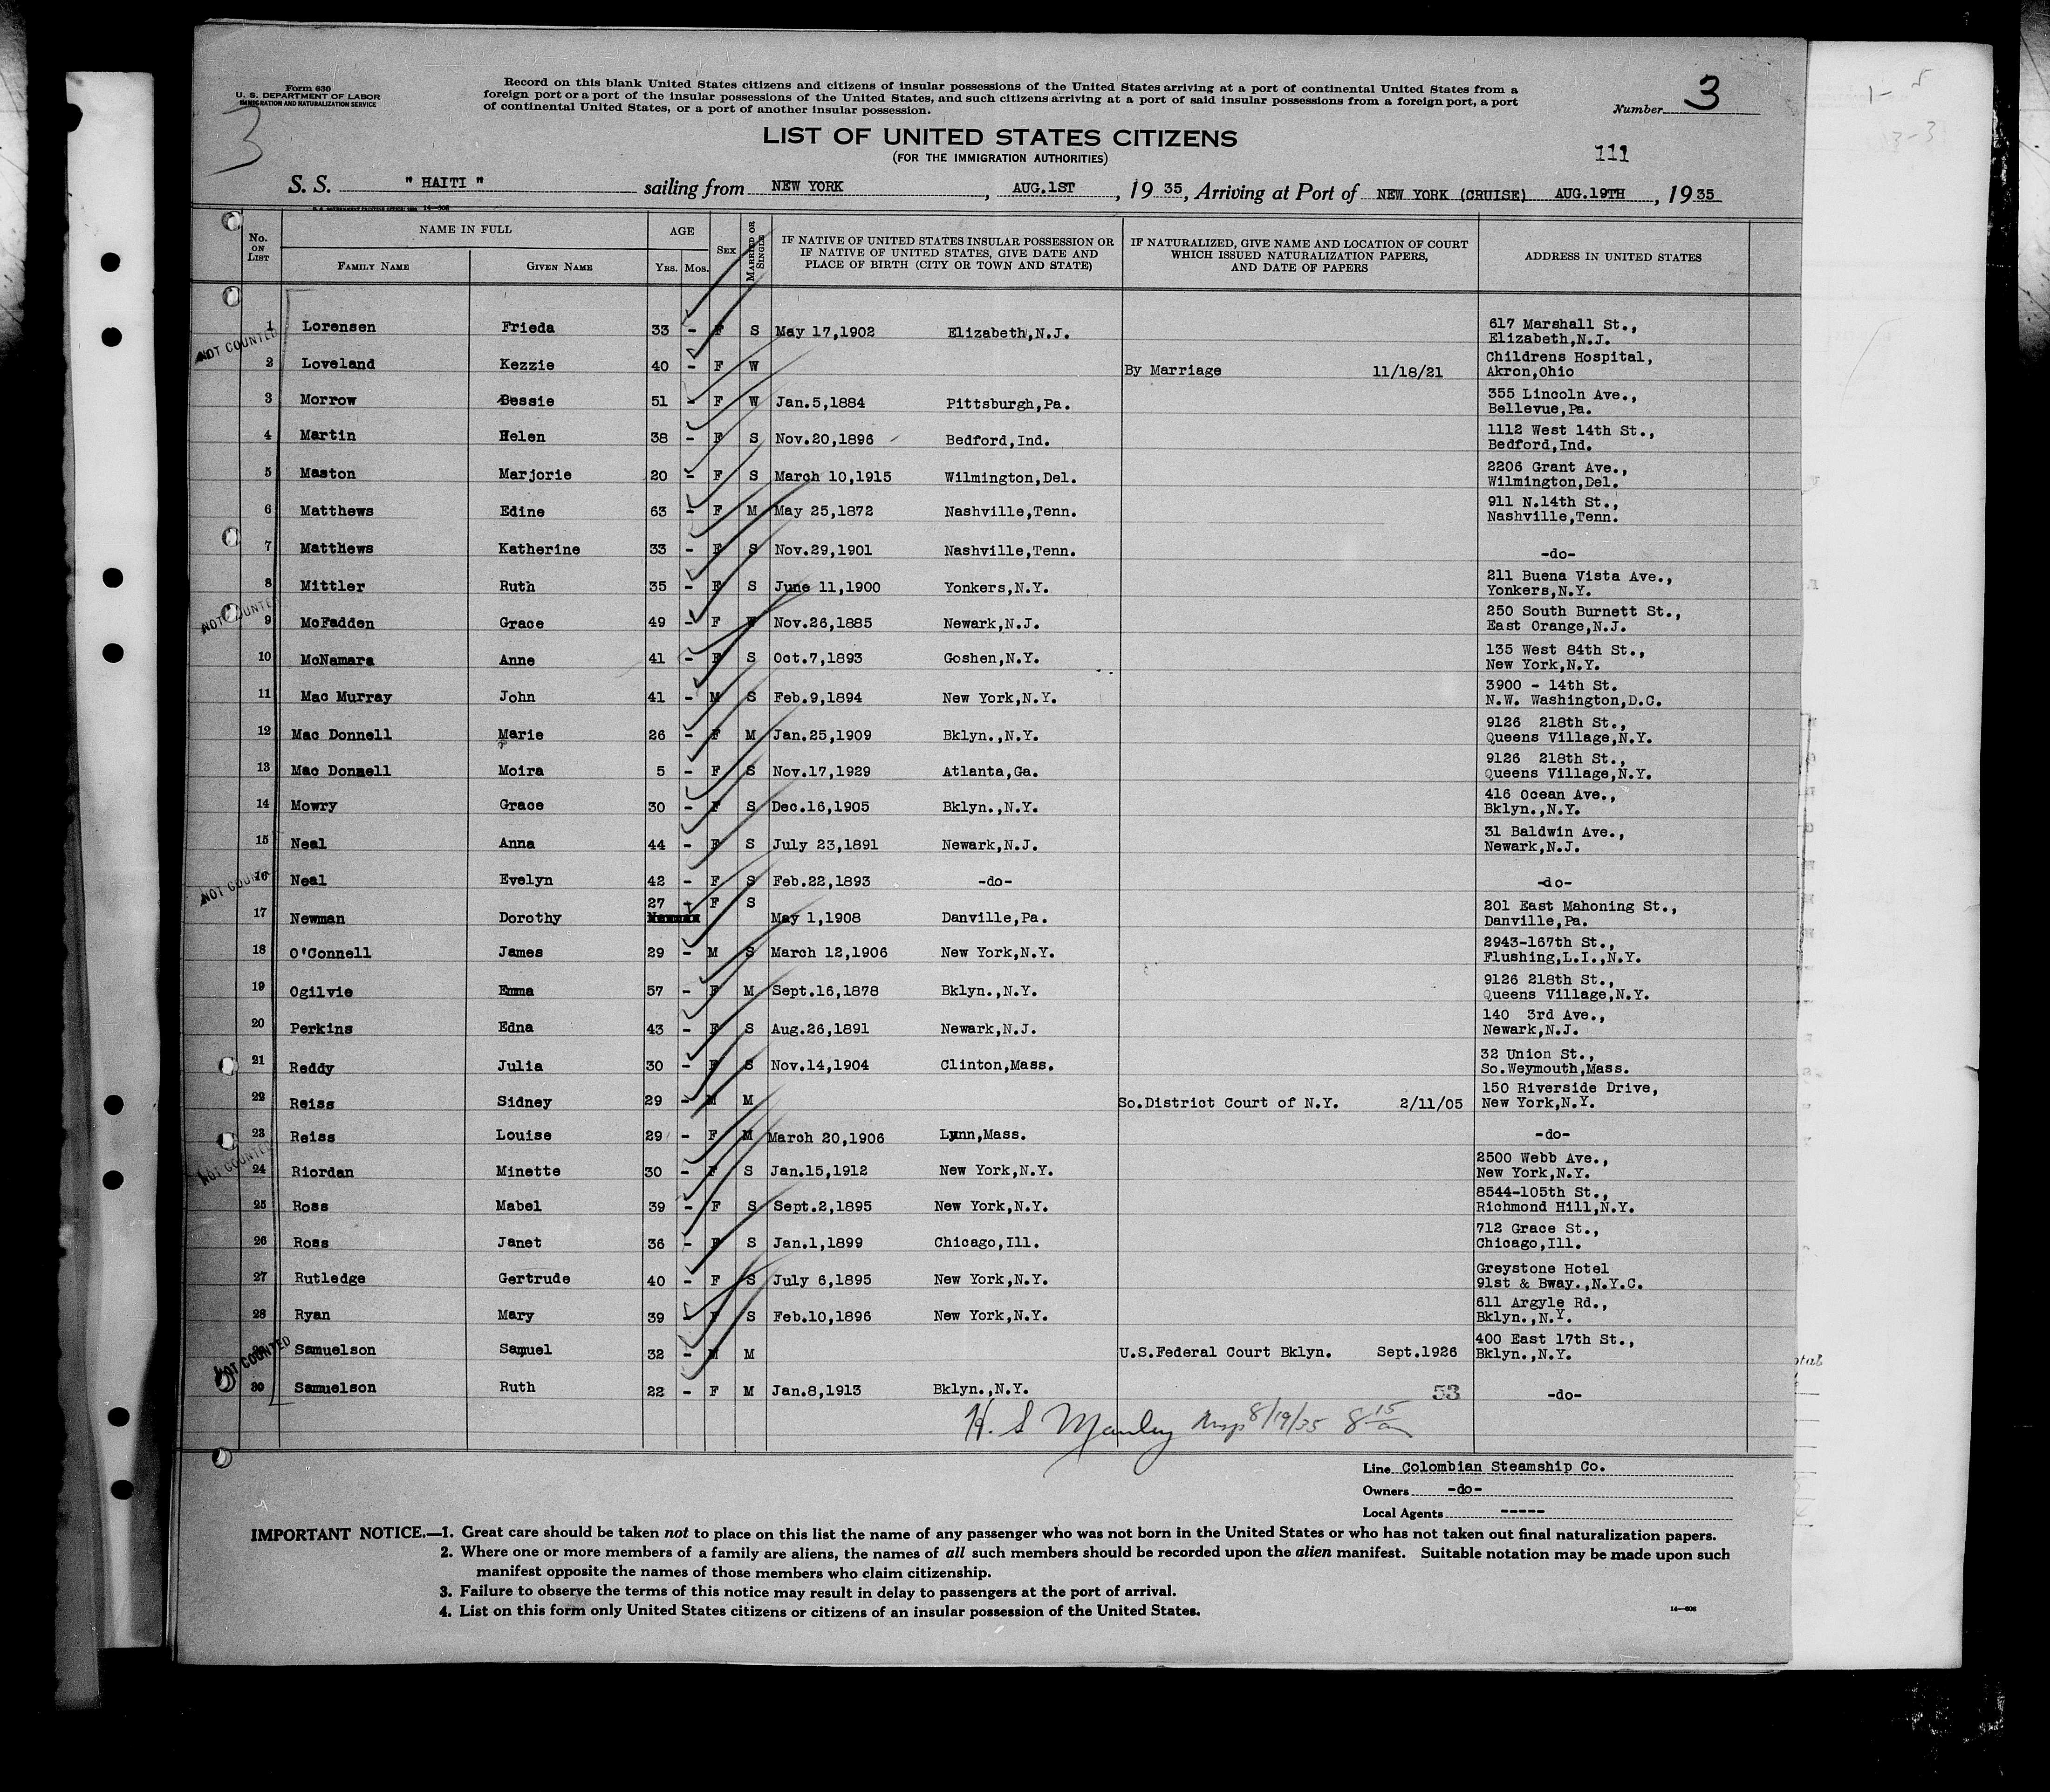 Form 630
U. S. DEPARTMENT OF LABOR
IMMIGRATION AND NATURALIZATION SERVICE
Record on this blank United States citizens and citizens of insular possessions of the United States arriving at a port of continental United States from a
foreign port or a port of the insular possessions of the United States, and such citizens arriving at a port of said insular possessions from a foreign port, a port
of continental United States, or a port of another insular possession.
Number 3
3
LIST OF UNITED STATES CITIZENS
(FOR THE IMMIGRATION AUTHORITIES)
111
S. S. " HAITI " sailing from NEW YORK, AUG.1ST, 19 35, Arriving at Port of NEW YORK (CRUISE) AUG.19TH, 19 35
No. ON LIST NAME IN FULL FAMILY NAME GIVEN NAME AGE YRS. MOS. SEX MARRIED OR SINGLE IF NATIVE OF UNITED STATES INSULAR POSSESSION OR IF NATIVE OF UNITED STATES, GIVE DATE AND PLACE OF BIRTH (CITY OR TOWN AND STATE) IF NATURALIZED, GIVE NAME AND LOCATION OF COURT WHICH ISSUED NATURALIZATION PAPERS, AND DATE OF PAPERS ADDRESS IN UNITED STATES
1 Lorensen Frieda 33 - F S May 17,1902 Elizabeth,N.J. 617 Marshall St., Elizabeth,N.J.
NOT COUNTED
2 Loveland Kezzie 40 - F W By Marriage 11/18/21 Childrens Hospital, Akron,Ohio
3 Morrow Bessie 51 - F W Jan.5,1884 Pittsburgh,Pa. 355 Lincoln Ave., Bellevue,Pa.
4 Martin Helen 38 - F S Nov.20,1896 Bedford,Ind. 1112 West 14th St., Bedford,Ind.
5 Maston Marjorie 20 - F S March 10,1915 Wilmington,Del. 2206 Grant Ave., Wilmington,Del.
6 Matthews Edine 63 - F M May 25,1872 Nashville,Tenn. 911 N.14th St., Nashville,Tenn.
7 Matthews Katherine 33 - F S Nov.29,1901 Nashville,Tenn. -do-
8 Mittler Ruth 35 - F S June 11,1900 Yonkers,N.Y. 211 Buena Vista Ave., Yonkers,N.Y.
NOT COUNTED
9 McFadden Grace 49 - F W Nov.26,1885 Newark,N.J. 250 South Burnett St., East Orange,N.J.
10 McNamara Anne 41 - F S Oct.7,1893 Goshen,N.Y. 135 West 84th St., New York,N.Y.
11 Mac Murray John 41 - M S Feb.9,1894 New York,N.Y. 3900 - 14th St. N.W. Washington,D.C.
12 Mac Donnell Marie 26 - F M Jan.25,1909 Bklyn.,N.Y. 9126 218th St., Queens Village,N.Y.
13 Mac Donnell Moira 5 - F S Nov.17,1929 Atlanta,Ga. 9126 218th St., Queens Village,N.Y.
14 Mowry Grace 30 - F S Dec.16,1905 Bklyn.,N.Y. 416 Ocean Ave., Bklyn.,N.Y.
15 Neal Anna 44 - F S July 23,1891 Newark,N.J. 31 Baldwin Ave., Newark,N.J.
NOT COUNTED
16 Neal Evelyn 42 - F S Feb.22,1893 -do- -do-
17 Newman Dorothy 27 - F S May 1,1908 Danville,Pa. 201 East Mahoning St., Danville,Pa.
18 O'Connell James 29 - M S March 12,1906 New York,N.Y. 2943-167th St., Flushing,L.I.,N.Y.
19 Ogilvie Emma 57 - F M Sept.16,1878 Bklyn.,N.Y. 9126 218th St., Queens Village,N.Y.
20 Perkins Edna 43 - F S Aug.26,1891 Newark,N.J. 140 3rd Ave., Newark,N.J.
21 Reddy Julia 30 - F S Nov.14,1904 Clinton,Mass. 32 Union St., So.Weymouth,Mass.
22 Reiss Sidney 29 - M M So.District Court of N.Y. 2/11/05 150 Riverside Drive, New York,N.Y.
23 Reiss Louise 29 - F M March 20,1906 Lynn,Mass. -do-
NOT COUNTED
24 Riordan Minette 30 - F S Jan.15,1912 New York,N.Y. 2500 Webb Ave., New York,N.Y.
25 Ross Mabel 39 - F S Sept.2,1895 New York,N.Y. 8544-105th St., Richmond Hill,N.Y.
26 Ross Janet 36 - F S Jan.1,1899 Chicago,Ill. 712 Grace St., Chicago,Ill.
27 Rutledge Gertrude 40 - F S July 6,1895 New York,N.Y. Greystone Hotel 91st & Bway.,N.Y.C.
28 Ryan Mary 39 - F S Feb.10,1896 New York,N.Y. 611 Argyle Rd., Bklyn.,N.Y.
NOT COUNTED
29 Samuelson Samuel 32 - M M U.S.Federal Court Bklyn. Sept.1926 400 East 17th St., Bklyn.,N.Y.
30 Samuelson Ruth 22 - F M Jan.8,1913 Bklyn.,N.Y. 53 -do-
H. S Manley Insp 8/19/35 8 15 am
Line Colombian Steamship Co.
Owners -do-
Local Agents -----
IMPORTANT NOTICE.—1. Great care should be taken not to place on this list the name of any passenger who was not born in the United States or who has not taken out final naturalization papers.
2. Where one or more members of a family are aliens, the names of all such members should be recorded upon the alien manifest. Suitable notation may be made upon such
manifest opposite the names of those members who claim citizenship.
3. Failure to observe the terms of this notice may result in delay to passengers at the port of arrival.
4. List on this form only United States citizens or citizens of an insular possession of the United States.
14—608